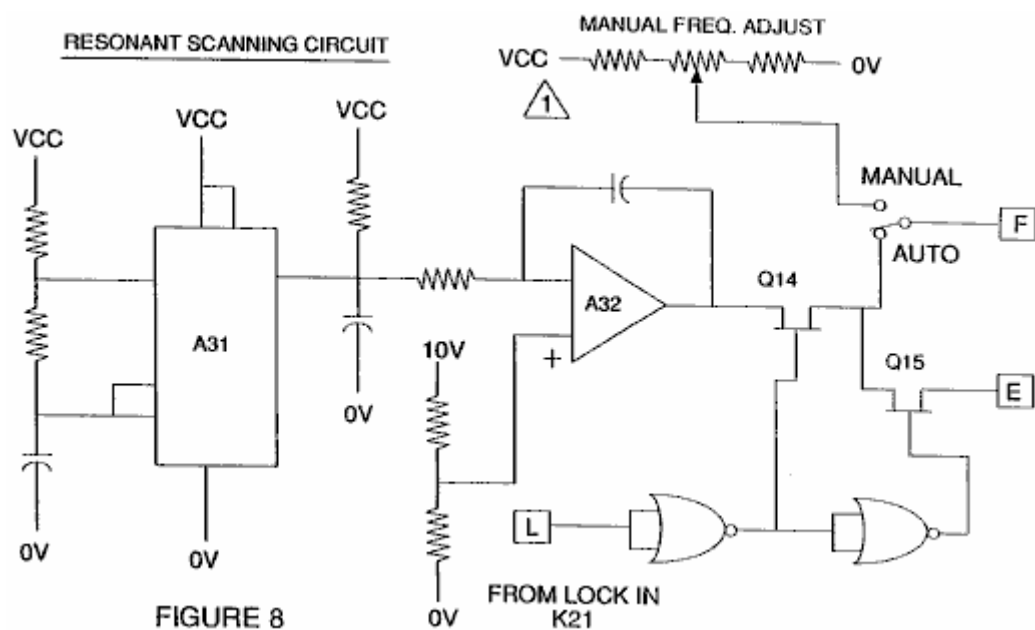 RESONANT SCANNING CIRCUIT
MANUAL FREQ. ADJUST
VCC
0V
1
VCC
VCC
VCC
MANUAL
F
AUTO
Q14
A31
A32
+
10V
Q15
E
0V
L
0V
0V
0V
FROM LOCK IN
K21
FIGURE 8